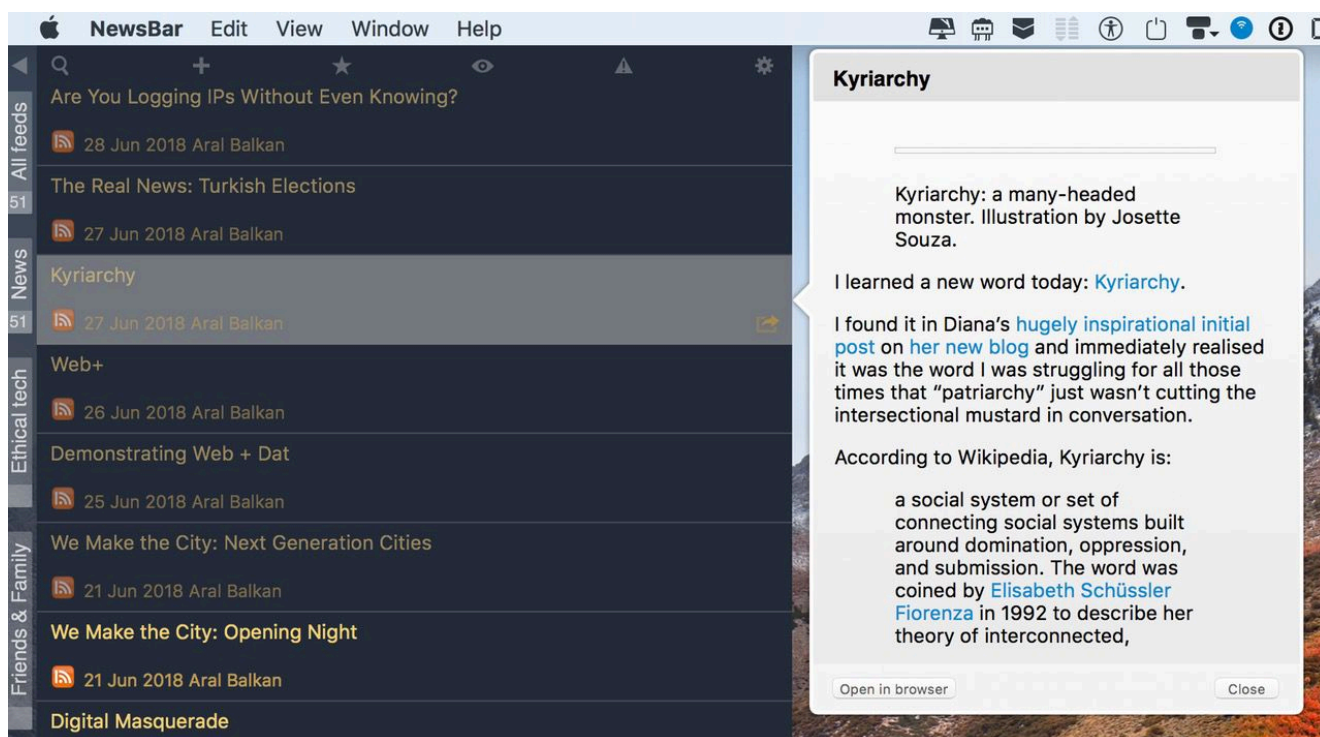 NewsBar Edit View Window Help
All feeds
51
News
51
Ethical tech
Friends & Family
Are You Logging IPs Without Even Knowing?
28 Jun 2018 Aral Balkan
The Real News: Turkish Elections
27 Jun 2018 Aral Balkan
Kyriarchy
27 Jun 2018 Aral Balkan
Web+
26 Jun 2018 Aral Balkan
Demonstrating Web + Dat
25 Jun 2018 Aral Balkan
We Make the City: Next Generation Cities
21 Jun 2018 Aral Balkan
We Make the City: Opening Night
21 Jun 2018 Aral Balkan
Digital Masquerade
Kyriarchy
Kyriarchy: a many-headed
monster. Illustration by Josette
Souza.
I learned a new word today: Kyriarchy.
I found it in Diana’s hugely inspirational initial
post on her new blog and immediately realised
it was the word I was struggling for all those
times that “patriarchy” just wasn’t cutting the
intersectional mustard in conversation.
According to Wikipedia, Kyriarchy is:
a social system or set of
connecting social systems built
around domination, oppression,
and submission. The word was
coined by Elisabeth Schüssler
Fiorenza in 1992 to describe her
theory of interconnected,
Open in browser
Close